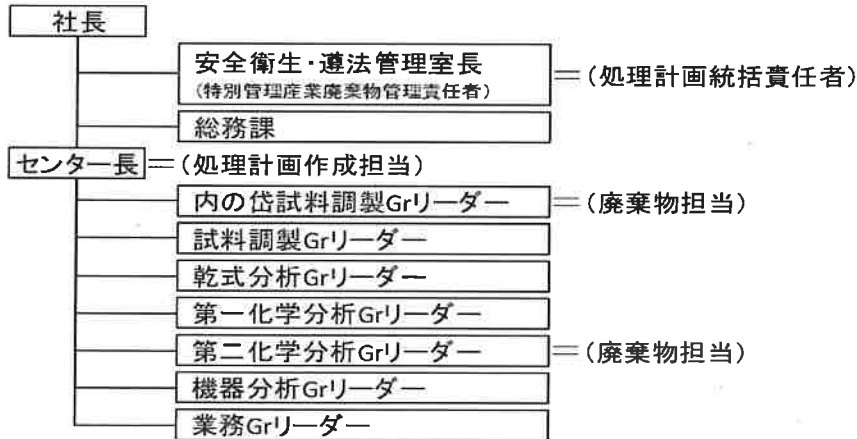 社長
安全衛生・遵法管理室長
(特別管理産業廃棄物管理責任者)
=(処理計画統括責任者)
総務課
センター長=(処理計画作成担当)
内の岱試料調製Grリーダー=(廃棄物担当)
試料調製Grリーダー
乾式分析Grリーダー
第一化学分析Grリーダー
第二化学分析Grリーダー=(廃棄物担当)
機器分析Grリーダー
業務Grリーダー